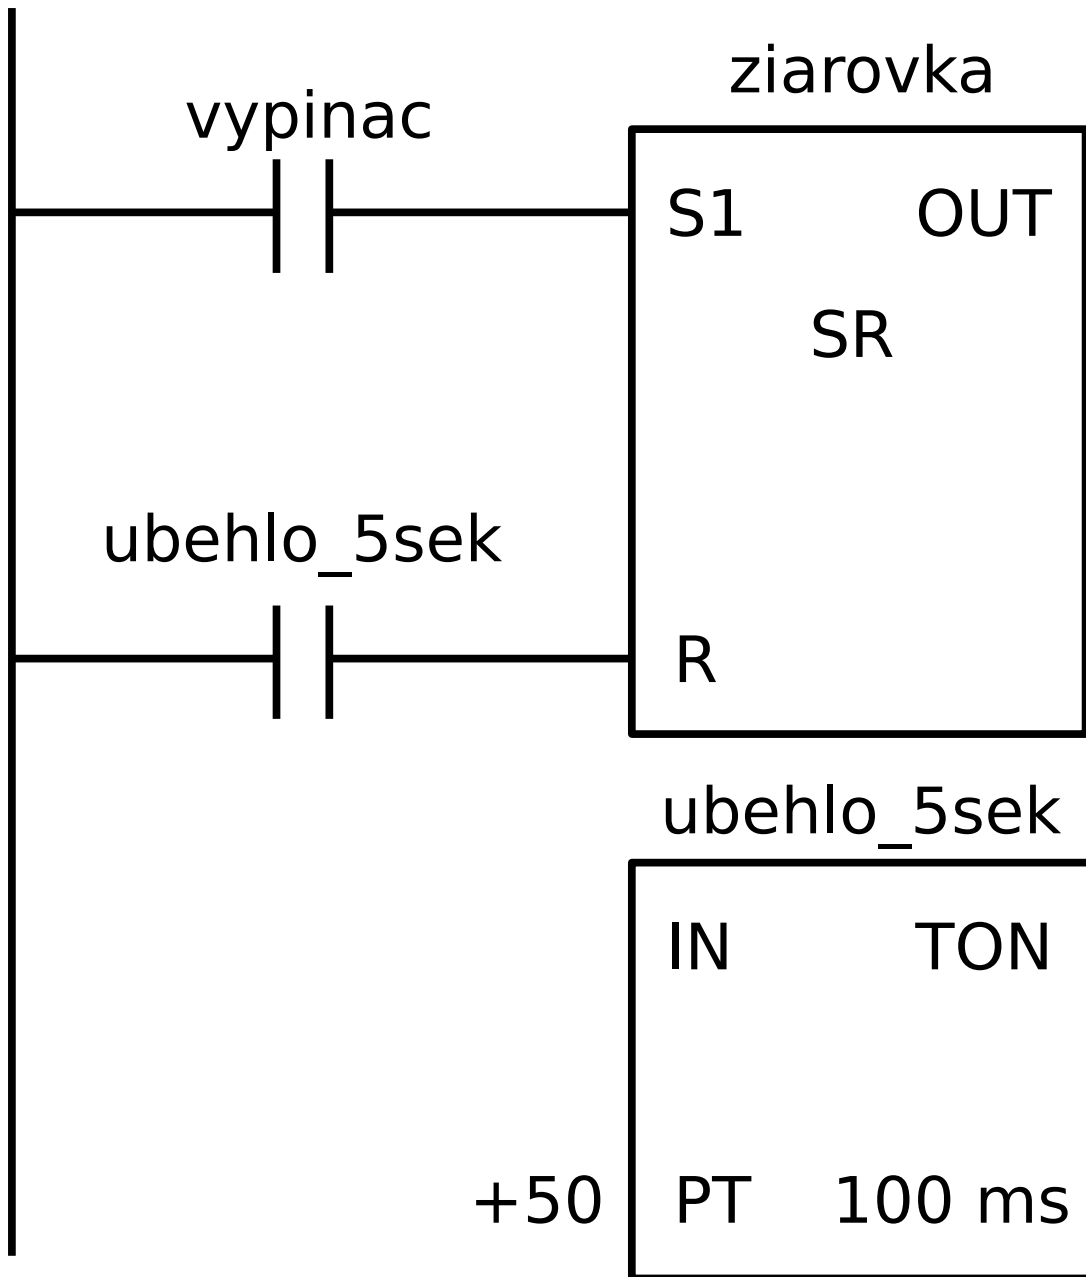 ziarovka
vypinac
S1 OUT
SR
ubehlo_5sek
R
ubehlo_5sek
IN TON
+50 PT 100 ms